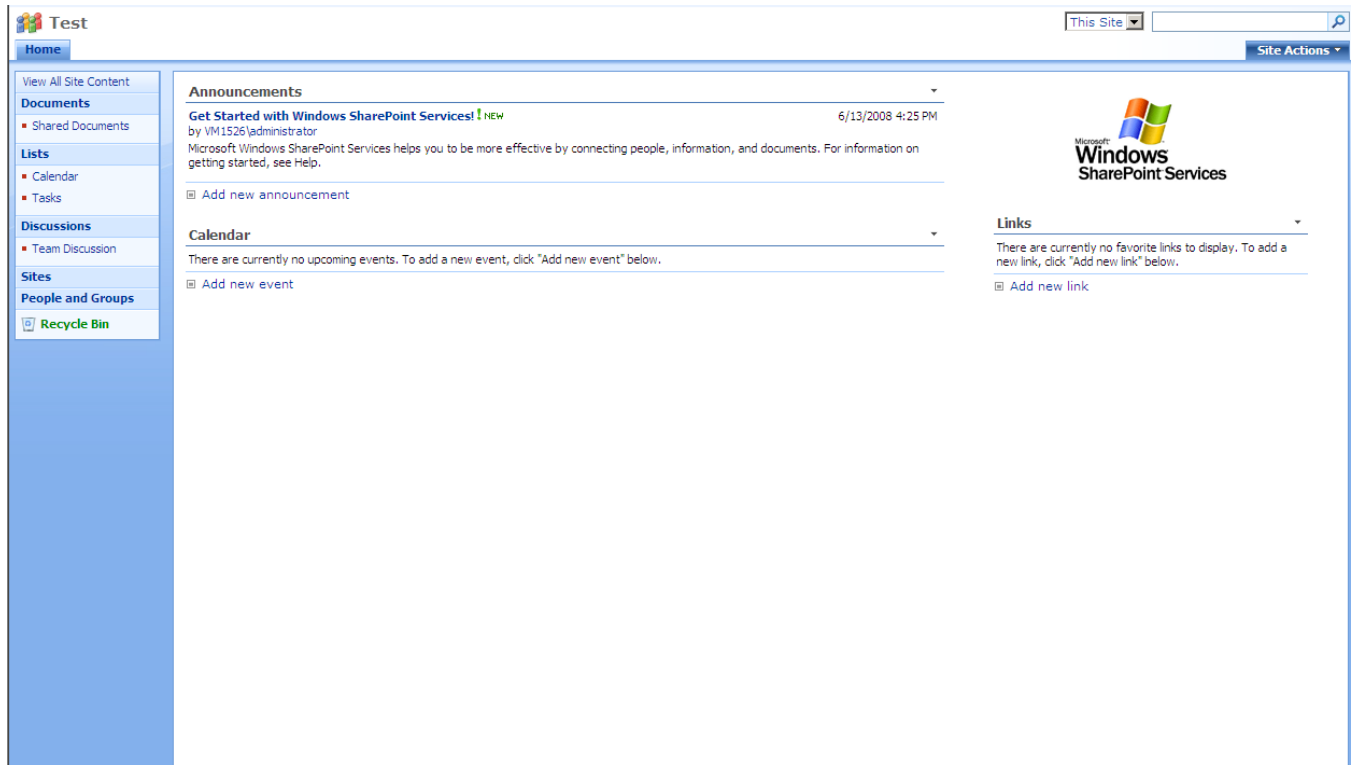 Test
This Site
Home
Site Actions
View All Site Content
Documents
Shared Documents
Lists
Calendar
Tasks
Discussions
Team Discussion
Sites
People and Groups
Recycle Bin
Announcements
Get Started with Windows SharePoint Services! ! NEW 6/13/2008 4:25 PM
by VM1526\administrator
Microsoft Windows SharePoint Services helps you to be more effective by connecting people, information, and documents. For information on
getting started, see Help.
Add new announcement
Calendar
There are currently no upcoming events. To add a new event, click "Add new event" below.
Add new event
Microsoft
Windows
SharePoint Services
Links
There are currently no favorite links to display. To add a
new link, click "Add new link" below.
Add new link